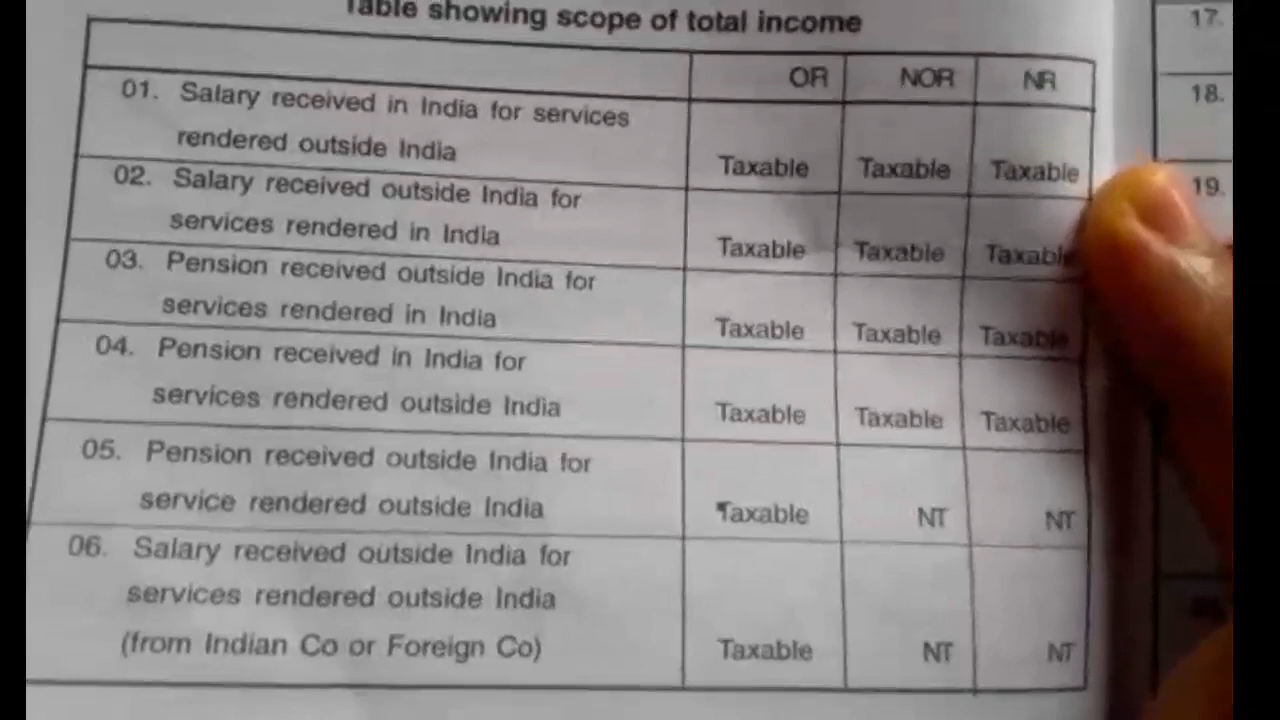 Table showing scope of total income
OR NOR NR
01. Salary received in India for services
rendered outside India Taxable Taxable Taxable
02. Salary received outside India for
services rendered in India Taxable Taxable Taxable
03. Pension received outside India for
services rendered in India Taxable Taxable Taxable
04. Pension received in India for
services rendered outside India Taxable Taxable Taxable
05. Pension received outside India for
service rendered outside India Taxable NT NT
06. Salary received outside India for
services rendered outside India
(from Indian Co or Foreign Co) Taxable NT NT
17.
18.
19.